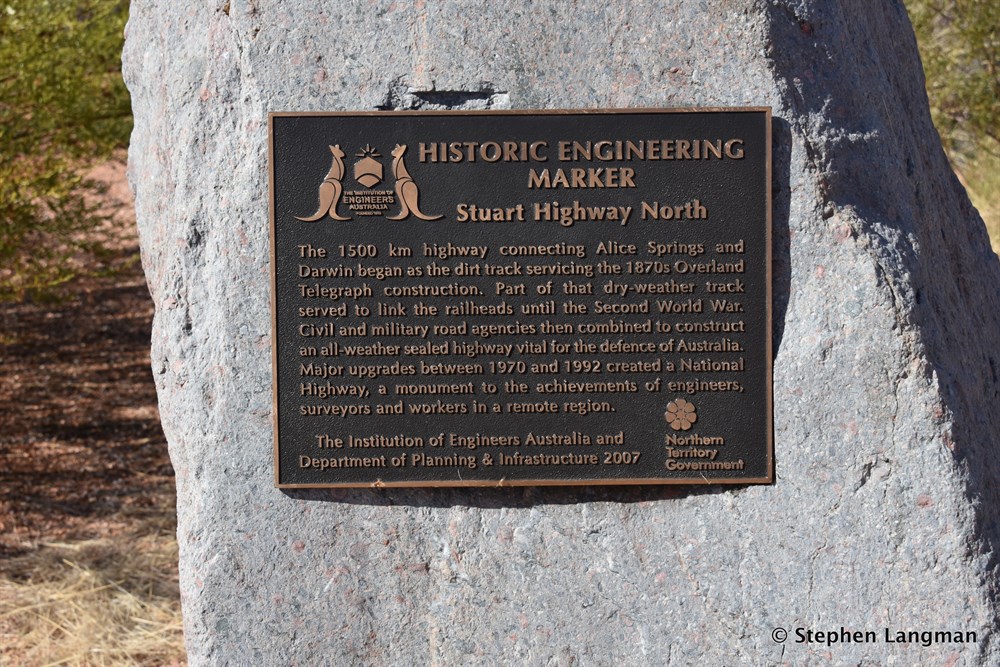 THE INSTITUTION OF
ENGINEERS
AUSTRALIA
FOUNDED 1919
HISTORIC ENGINEERING
MARKER
Stuart Highway North
The 1500 km highway connecting Alice Springs and
Darwin began as the dirt track servicing the 1870s Overland
Telegraph construction. Part of that dry-weather track
served to link the railheads until the Second World War.
Civil and military road agencies then combined to construct
an all-weather sealed highway vital for the defence of Australia.
Major upgrades between 1970 and 1992 created a National
Highway, a monument to the achievements of engineers,
surveyors and workers in a remote region.
The Institution of Engineers Australia and
Department of Planning & Infrastructure 2007
Northern
Territory
Government
© Stephen Langman